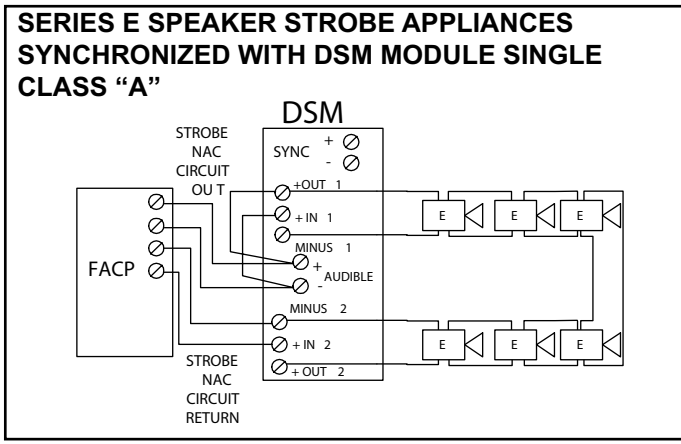 SERIES E SPEAKER STROBE APPLIANCES
SYNCHRONIZED WITH DSM MODULE SINGLE
CLASS “A”
DSM
STROBE
NAC
CIRCUIT
OU T
SYNC
+
-
+OUT 1
+ IN 1
MINUS 1
+
AUDIBLE
-
FACP
MINUS 2
+ IN 2
+ OUT 2
STROBE
NAC
CIRCUIT
RETURN
E E E
E E E